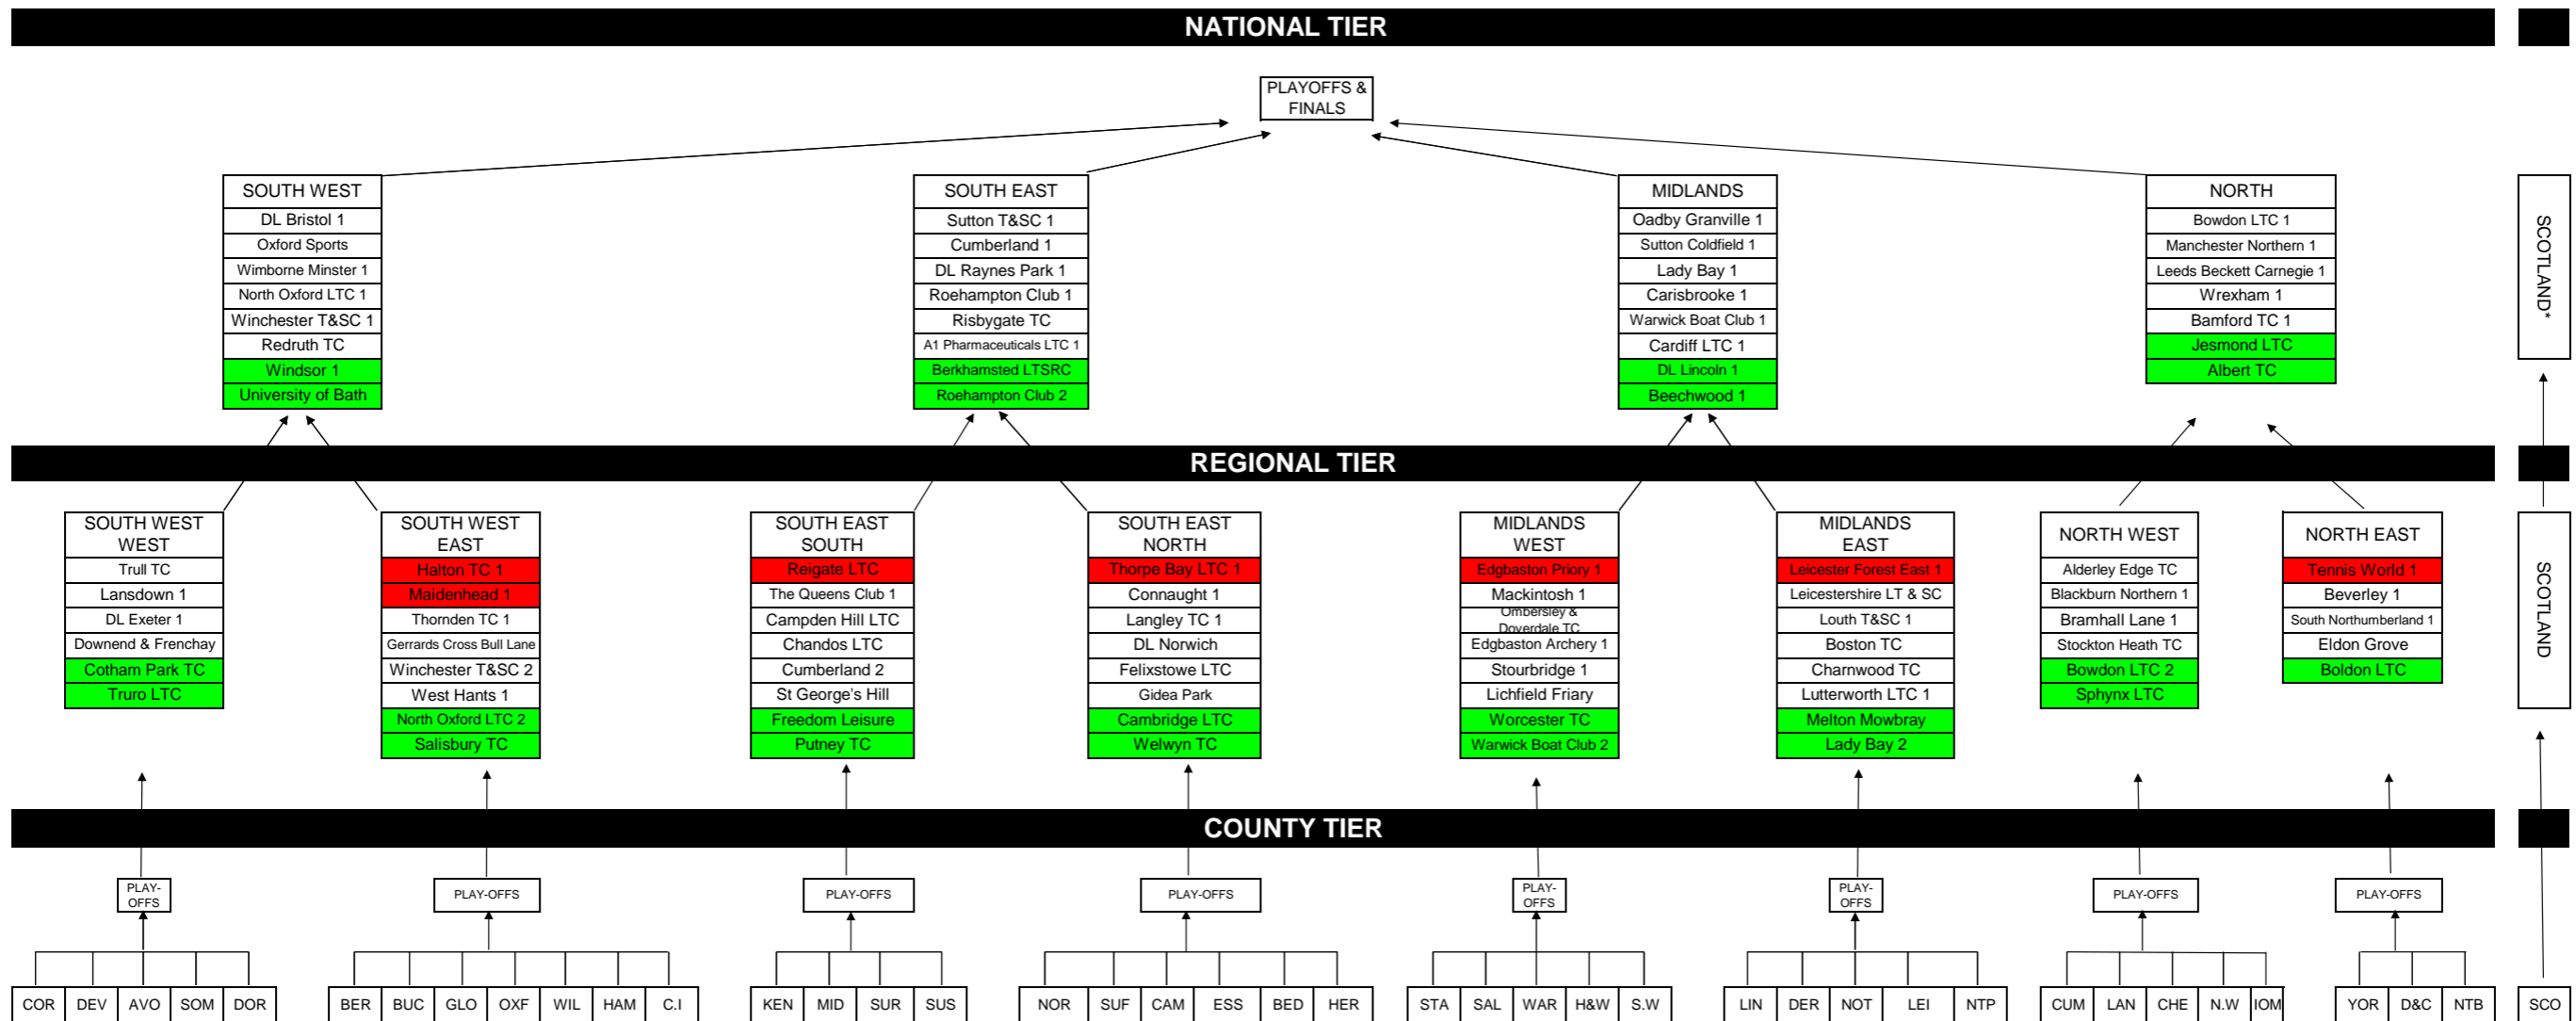 NATIONAL TIER
PLAYOFFS &
FINALS
SOUTH WEST
DL Bristol 1
Oxford Sports
Wimborne Minster 1
North Oxford LTC 1
Winchester T&SC 1
Redruth TC
Windsor 1
University of Bath
SOUTH EAST
Sutton T&SC 1
Cumberland 1
DL Raynes Park 1
Roehampton Club 1
Risbygate TC
A1 Pharmaceuticals LTC 1
Berkhamsted LTSRC
Roehampton Club 2
MIDLANDS
Oadby Granville 1
Sutton Coldfield 1
Lady Bay 1
Carisbrooke 1
Warwick Boat Club 1
Cardiff LTC 1
DL Lincoln 1
Beechwood 1
NORTH
Bowdon LTC 1
Manchester Northern 1
Leeds Beckett Carnegie 1
Wrexham 1
Bamford TC 1
Jesmond LTC
Albert TC
SCOTLAND*
REGIONAL TIER
SOUTH WEST
WEST
Trull TC
Lansdown 1
DL Exeter 1
Downend & Frenchay
Cotham Park TC
Truro LTC
SOUTH WEST
EAST
Halton TC 1
Maidenhead 1
Thornden TC 1
Gerrards Cross Bull Lane
Winchester T&SC 2
West Hants 1
North Oxford LTC 2
Salisbury TC
SOUTH EAST
SOUTH
Reigate LTC
The Queens Club 1
Campden Hill LTC
Chandos LTC
Cumberland 2
St George's Hill
Freedom Leisure
Putney TC
SOUTH EAST
NORTH
Thorpe Bay LTC 1
Connaught 1
Langley TC 1
DL Norwich
Felixstowe LTC
Gidea Park
Cambridge LTC
Welwyn TC
MIDLANDS
WEST
Edgbaston Priory 1
Mackintosh 1
Ombersley &
Doverdale TC
Edgbaston Archery 1
Stourbridge 1
Lichfield Friary
Worcester TC
Warwick Boat Club 2
MIDLANDS
EAST
Leicester Forest East 1
Leicestershire LT & SC
Louth T&SC 1
Boston TC
Charnwood TC
Lutterworth LTC 1
Melton Mowbray
Lady Bay 2
NORTH WEST
Alderley Edge TC
Blackburn Northern 1
Bramhall Lane 1
Stockton Heath TC
Bowdon LTC 2
Sphynx LTC
NORTH EAST
Tennis World 1
Beverley 1
South Northumberland 1
Eldon Grove
Boldon LTC
SCOTLAND
COUNTY TIER
PLAY-
OFFS
PLAY-OFFS
PLAY-OFFS
PLAY-OFFS
PLAY-
OFFS
PLAY-
OFFS
PLAY-OFFS
PLAY-OFFS
COR DEV AVO SOM DOR
BER BUC GLO OXF WIL HAM C.I
KEN MID SUR SUS
NOR SUF CAM ESS BED HER
STA SAL WAR H&W S.W
LIN DER NOT LEI NTP
CUM LAN CHE N.W IOM
YOR D&C NTB
SCO